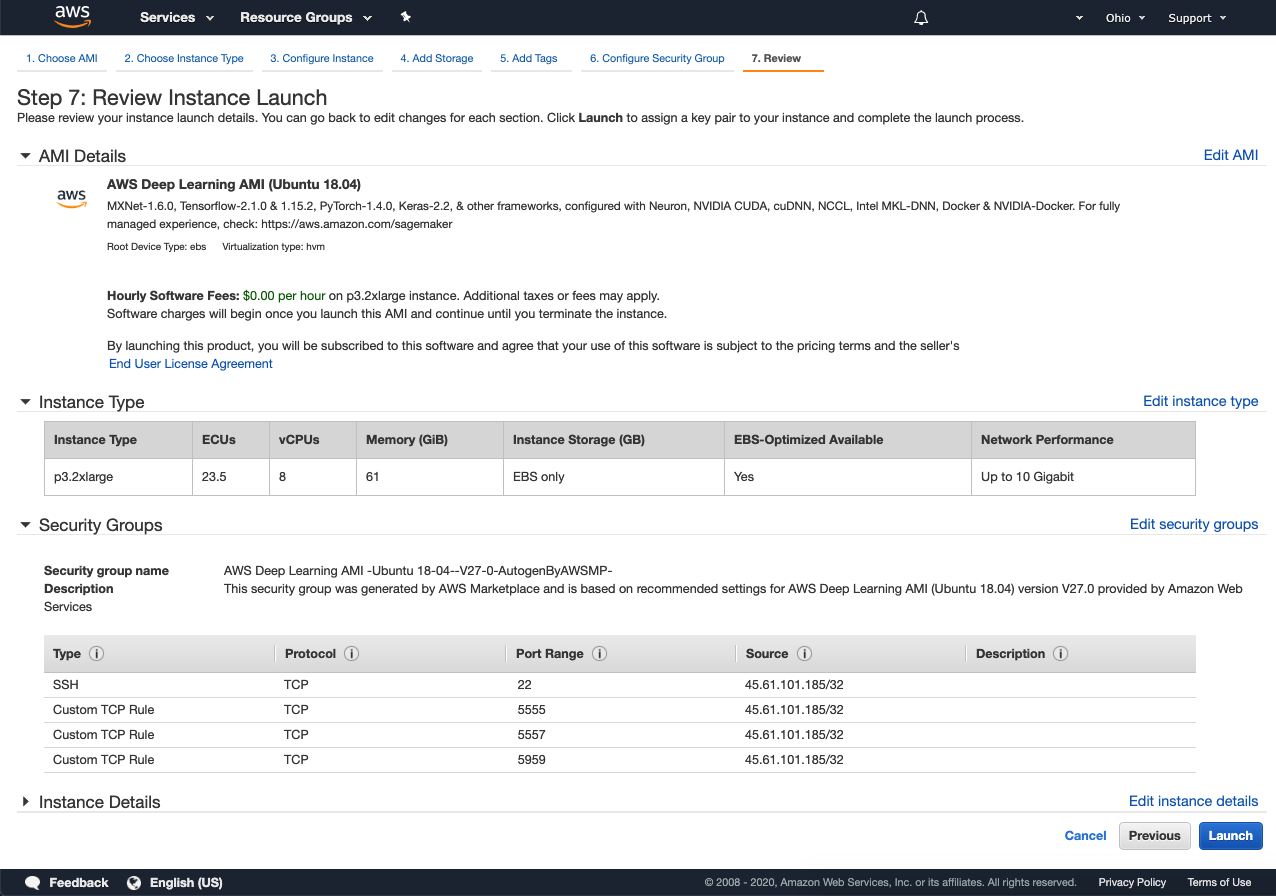 aws Services Resource Groups Ohio Support
1. Choose AMI 2. Choose Instance Type 3. Configure Instance 4. Add Storage 5. Add Tags 6. Configure Security Group 7. Review
Step 7: Review Instance Launch
Please review your instance launch details. You can go back to edit changes for each section. Click Launch to assign a key pair to your instance and complete the launch process.
AMI Details Edit AMI
aws
AWS Deep Learning AMI (Ubuntu 18.04)
MXNet-1.6.0, Tensorflow-2.1.0 & 1.15.2, PyTorch-1.4.0, Keras-2.2, & other frameworks, configured with Neuron, NVIDIA CUDA, cuDNN, NCCL, Intel MKL-DNN, Docker & NVIDIA-Docker. For fully
managed experience, check: https://aws.amazon.com/sagemaker
Root Device Type: ebs Virtualization type: hvm
Hourly Software Fees: $0.00 per hour on p3.2xlarge instance. Additional taxes or fees may apply.
Software charges will begin once you launch this AMI and continue until you terminate the instance.
By launching this product, you will be subscribed to this software and agree that your use of this software is subject to the pricing terms and the seller's
End User License Agreement
Instance Type Edit instance type
Instance Type ECUs vCPUs Memory (GiB) Instance Storage (GB) EBS-Optimized Available Network Performance
p3.2xlarge 23.5 8 61 EBS only Yes Up to 10 Gigabit
Security Groups Edit security groups
Security group name AWS Deep Learning AMI -Ubuntu 18-04--V27-0-AutogenByAWSMP-
Description This security group was generated by AWS Marketplace and is based on recommended settings for AWS Deep Learning AMI (Ubuntu 18.04) version V27.0 provided by Amazon Web
Services
Type i Protocol i Port Range i Source i Description i
SSH TCP 22 45.61.101.185/32
Custom TCP Rule TCP 5555 45.61.101.185/32
Custom TCP Rule TCP 5557 45.61.101.185/32
Custom TCP Rule TCP 5959 45.61.101.185/32
Instance Details Edit instance details
Cancel Previous Launch
Feedback English (US) © 2008 - 2020, Amazon Web Services, Inc. or its affiliates. All rights reserved. Privacy Policy Terms of Use